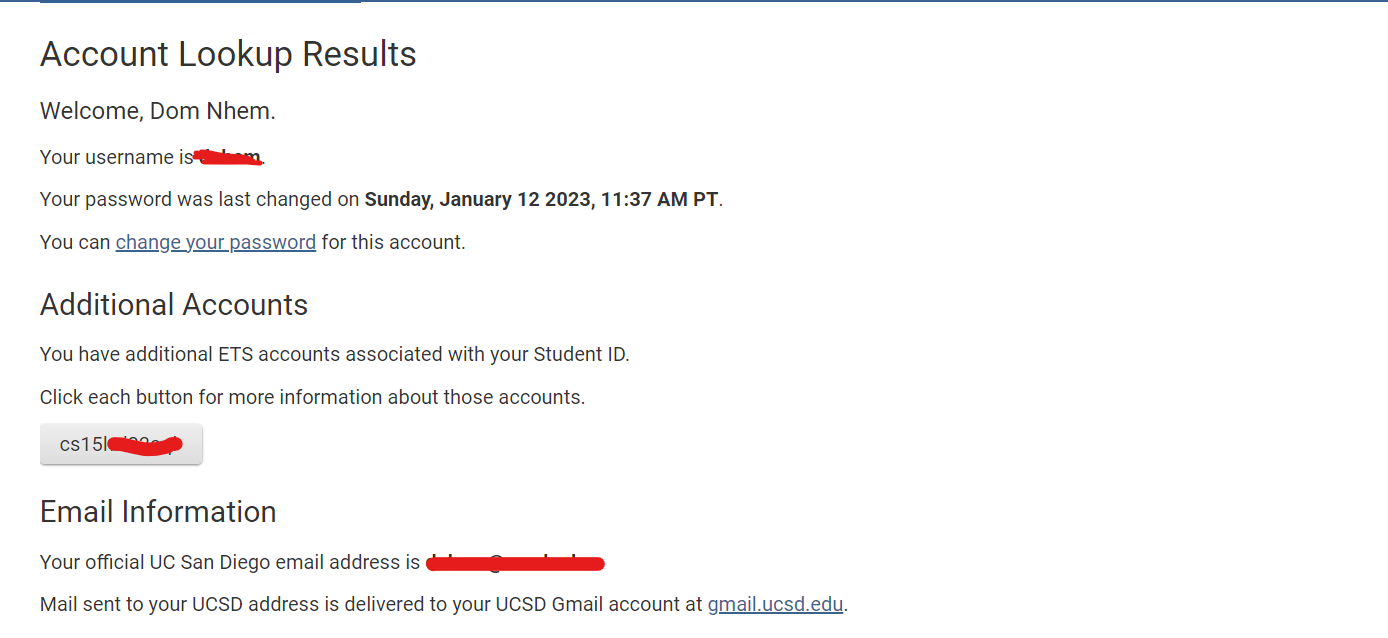 Account Lookup Results
Welcome, Dom Nhem.
Your username is
Your password was last changed on Sunday, January 12 2023, 11:37 AM PT.
You can change your password for this account.
Additional Accounts
You have additional ETS accounts associated with your Student ID.
Click each button for more information about those accounts.
cs15l
Email Information
Your official UC San Diego email address is
Mail sent to your UCSD address is delivered to your UCSD Gmail account at gmail.ucsd.edu.